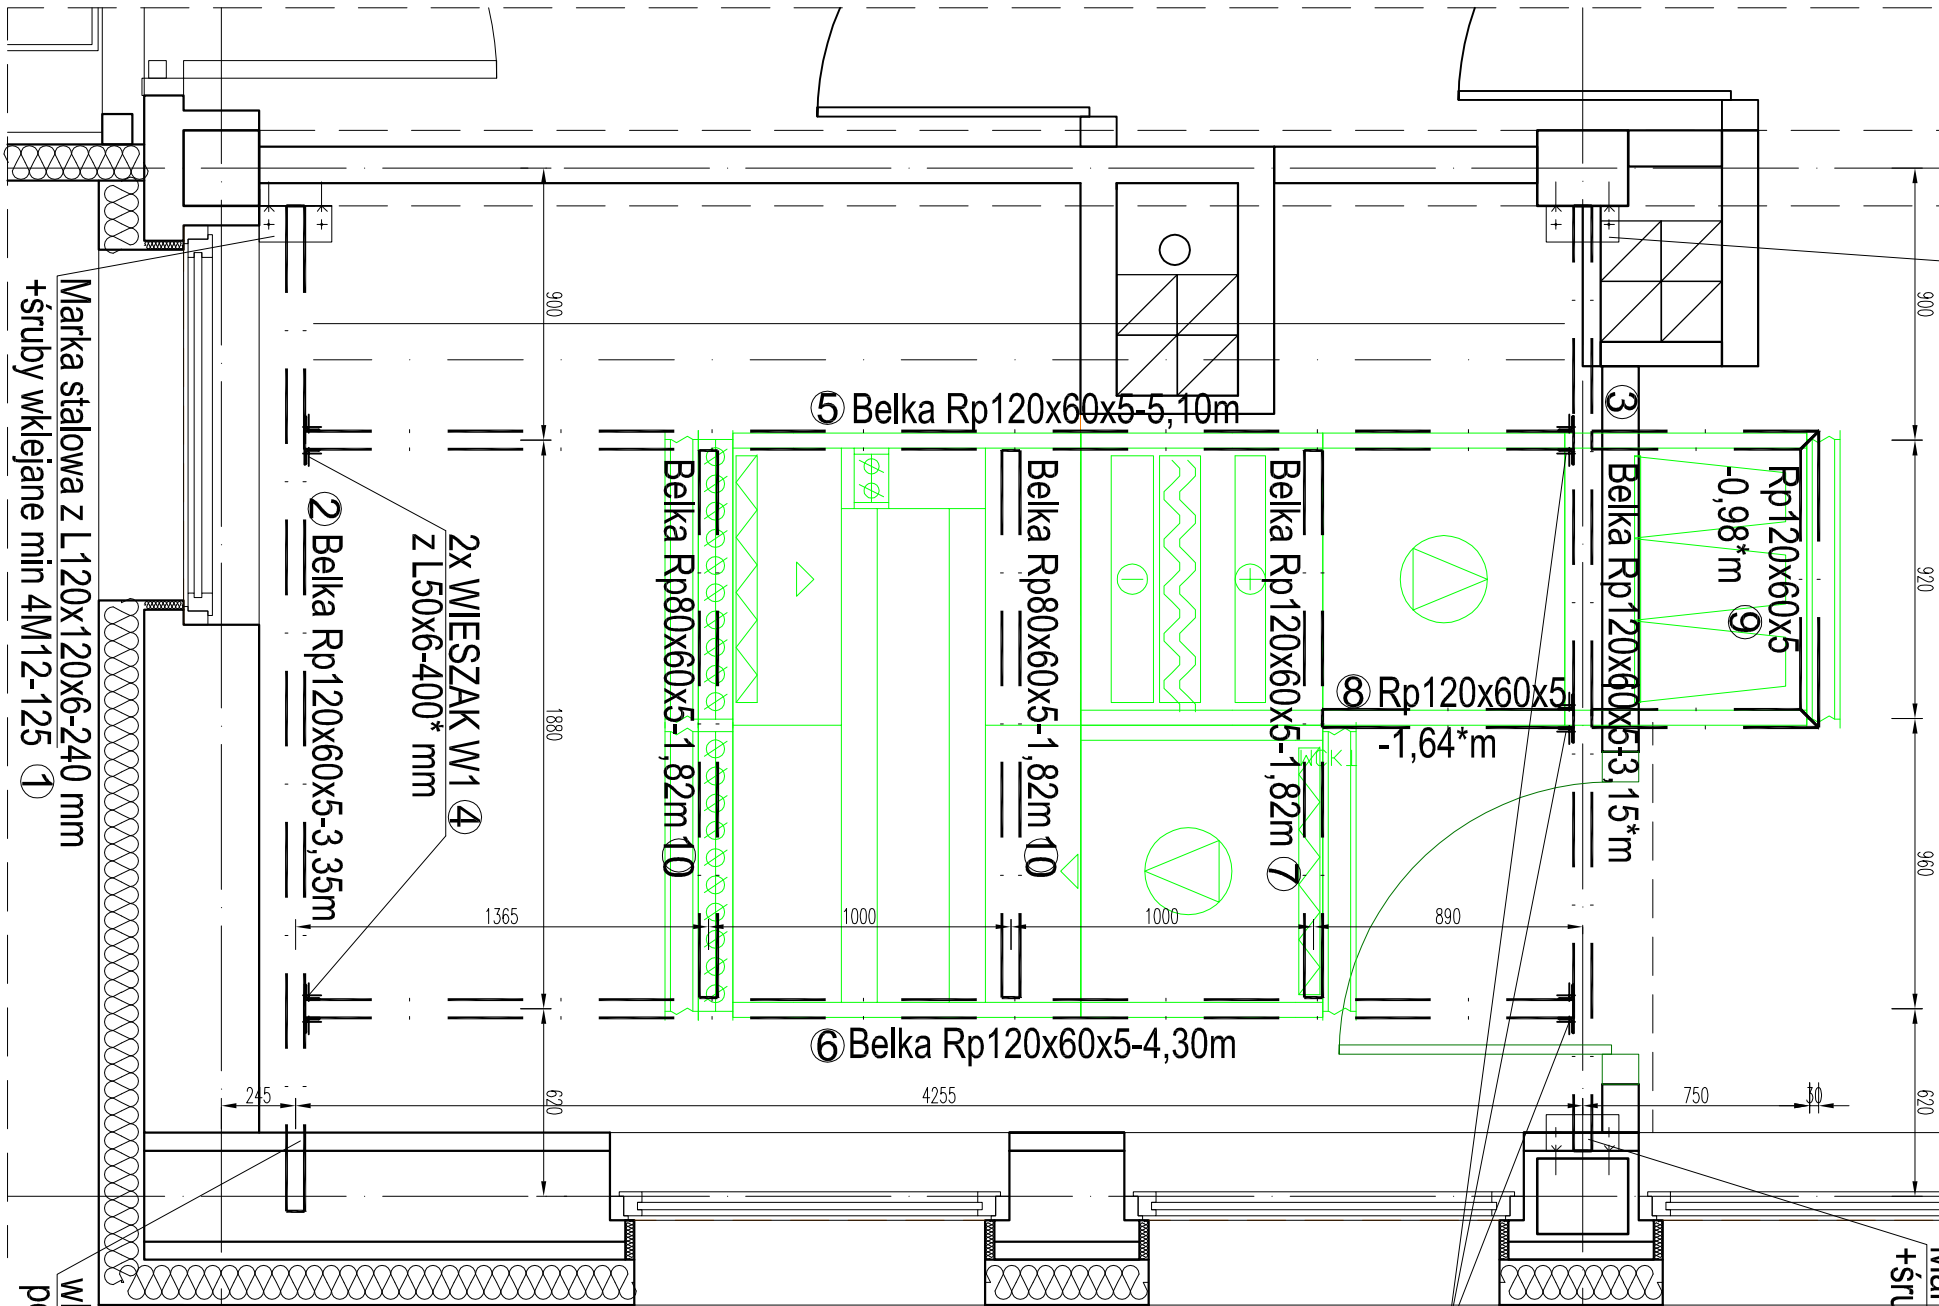 ⑤ Belka Rp120x60x5-5,10m
⑥ Belka Rp120x60x5-4,30m
⑧ Rp120x60x5
-1,64*m
③
Belka Rp120x60x5-3,15*m
Rp120x60x5
-0,98*m
⑨
Belka Rp120x60x5-1,82m ⑦
Belka Rp80x60x5-1,82m 10
Belka Rp80x60x5-1,82m 10
2x WIESZAK W1 ④
z L50x6-400* mm
② Belka Rp120x60x5-3,35m
Marka stalowa z L120x120x6-240 mm
+śruby wklejane min 4M12-125 ①
900
1880
620
900
920
960
620
1365
1000
1000
890
245
4255
750
30
+śru